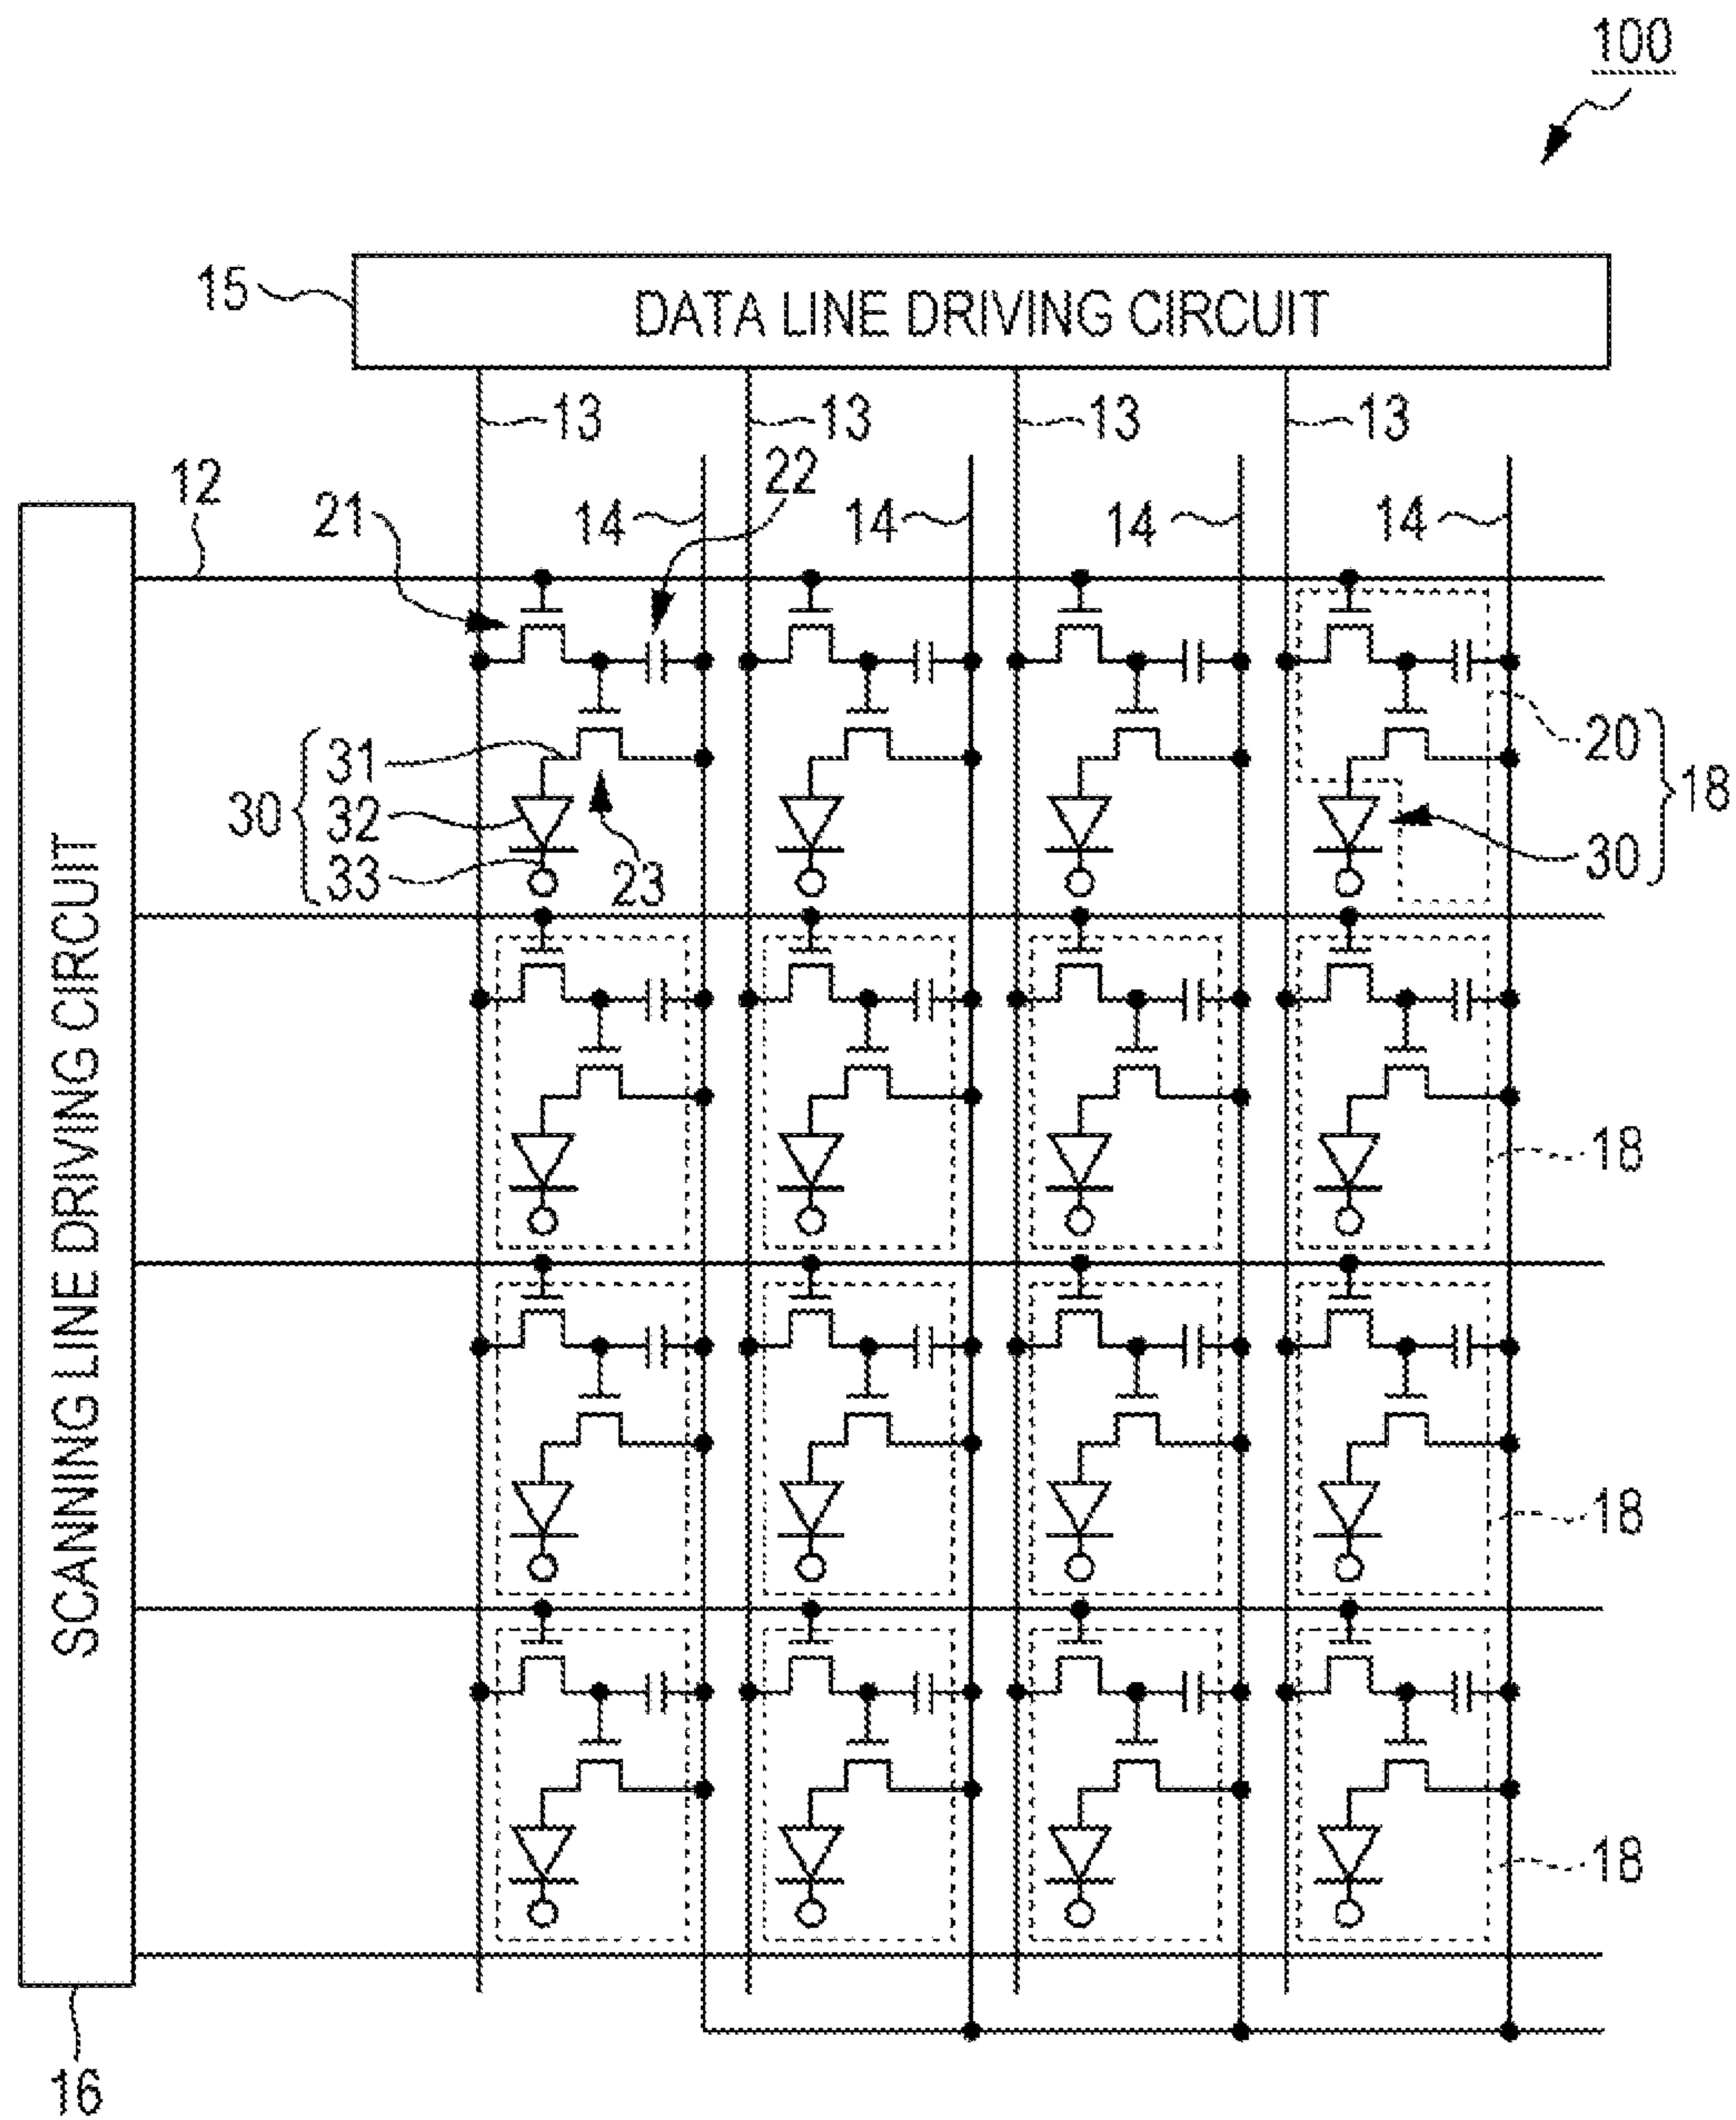 100
15
DATA LINE DRIVING CIRCUIT
13 13 13 13
12
21
14
22
14 14 14
SCANNING LINE DRIVING CIRCUIT
30 { 31
32
33
23
20
30 } 18
18
18
18
16